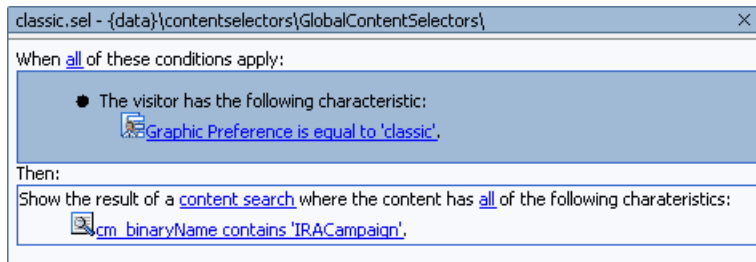 classic.sel - {data}\contentselectors\GlobalContentSelectors\
When all of these conditions apply:
The visitor has the following characteristic:
Graphic Preference is equal to 'classic'.
Then:
Show the result of a content search where the content has all of the following charateristics:
cm_binaryName contains 'IRACampaign'.